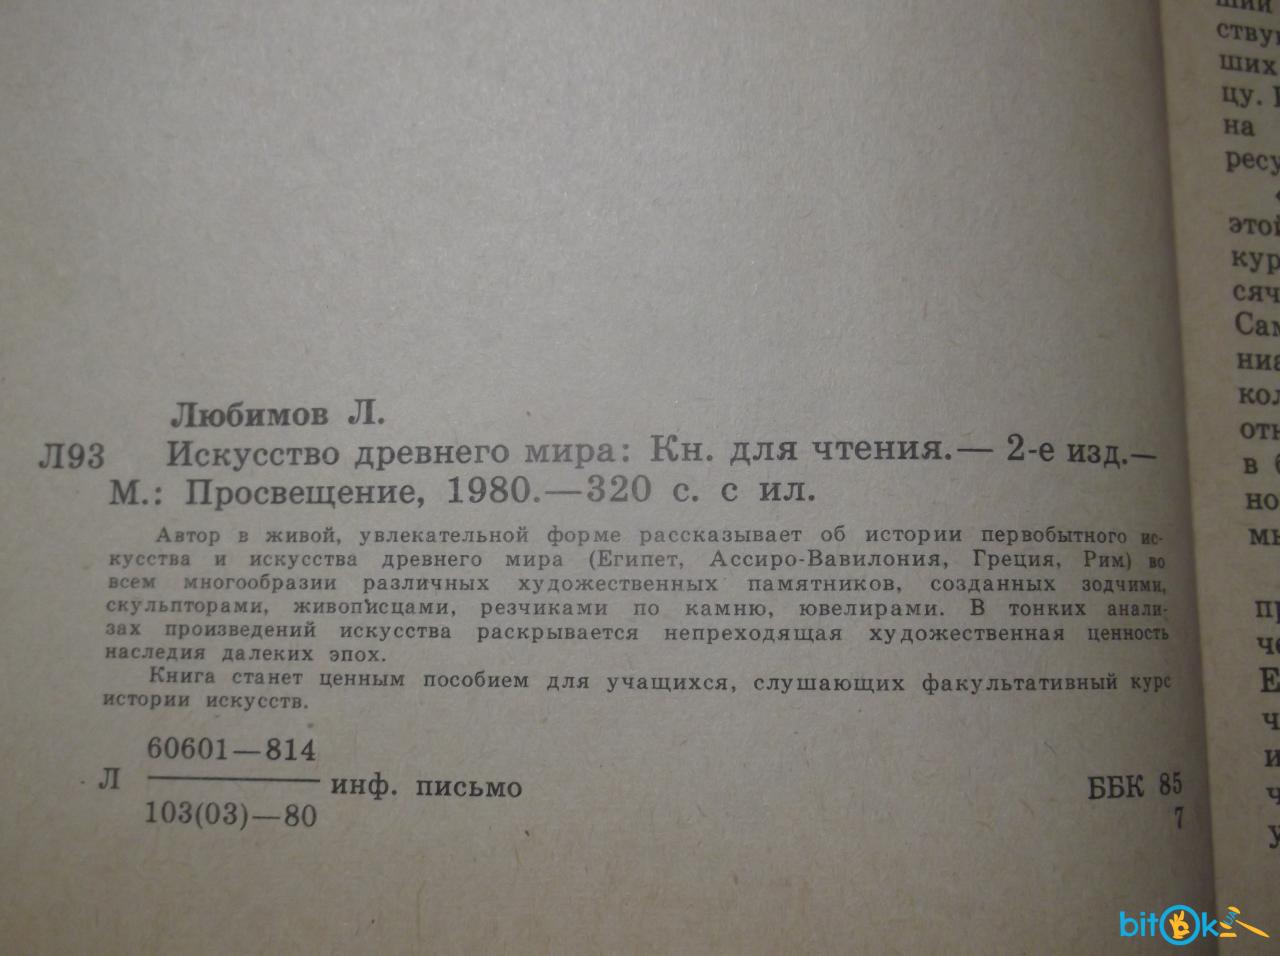 Любимов Л.
Л93 Искусство древнего мира: Кн. для чтения.— 2-е изд.—
М.: Просвещение, 1980.—320 с. с ил.
Автор в живой, увлекательной форме рассказывает об истории первобытного ис-
кусства и искусства древнего мира (Египет, Ассиро-Вавилония, Греция, Рим) во
всем многообразии различных художественных памятников, созданных зодчими,
скульпторами, живописцами, резчиками по камню, ювелирами. В тонких анали-
зах произведений искусства раскрывается непреходящая художественная ценность
наследия далеких эпох.
Книга станет ценным пособием для учащихся, слушающих факультативный курс
истории искусств.
60601—814
Л инф. письмо
103(03)—80
ББК 85
7
ших
цу.
на
этой
в
bitok